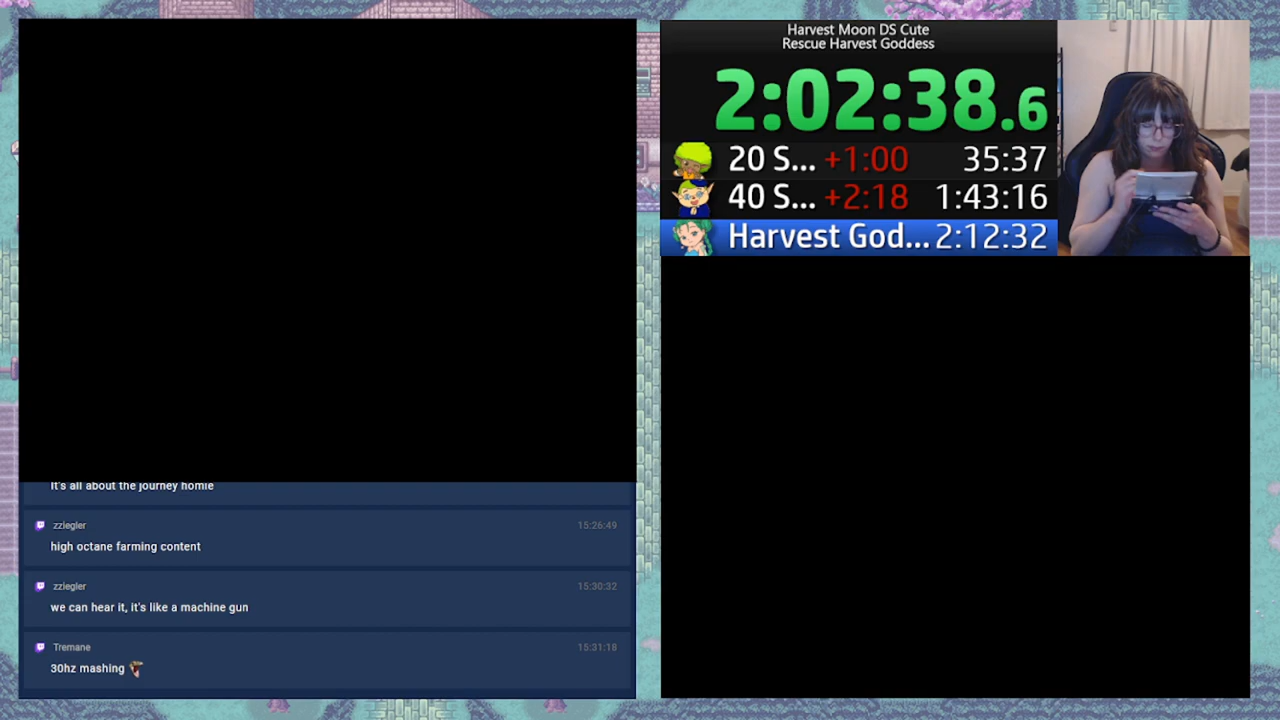 It's all about the journey homie
zziegler 15:26:49
high octane farming content
zziegler 15:30:32
we can hear it, it's like a machine gun
Tremane 15:31:18
30hz mashing
Harvest Moon DS Cute
Rescue Harvest Goddess
2:02:38.6
20 S... +1:00 35:37
40 S... +2:18 1:43:16
Harvest God... 2:12:32